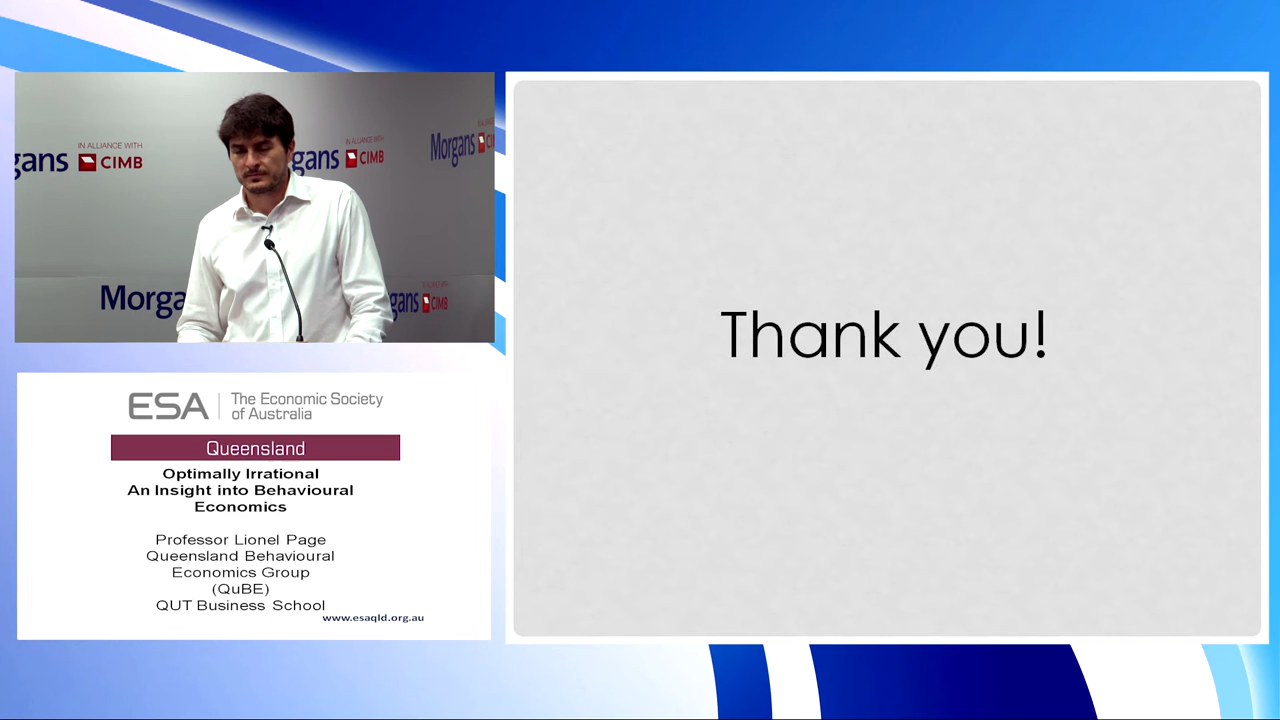 gans IN ALLIANCE WITH CIMB
gans IN ALLIANCE WITH CIMB
Morgans CIMB
Morga
gans CIMB
ESA The Economic Society
of Australia
Queensland
Optimally Irrational
An Insight into Behavioural
Economics
Professor Lionel Page
Queensland Behavioural
Economics Group
(QuBE)
QUT Business School
www.esaqld.org.au
Thank you!